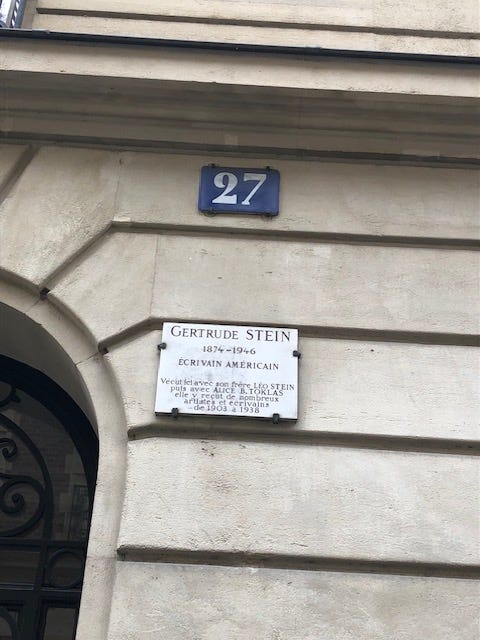 27
GERTRUDE STEIN
1874-1946
ÉCRIVAIN AMÉRICAIN
Vécut ici avec son frère LÉO STEIN
puis avec ALICE B. TOKLAS
elle y reçut de nombreux
artistes et écrivains
de 1903 à 1938